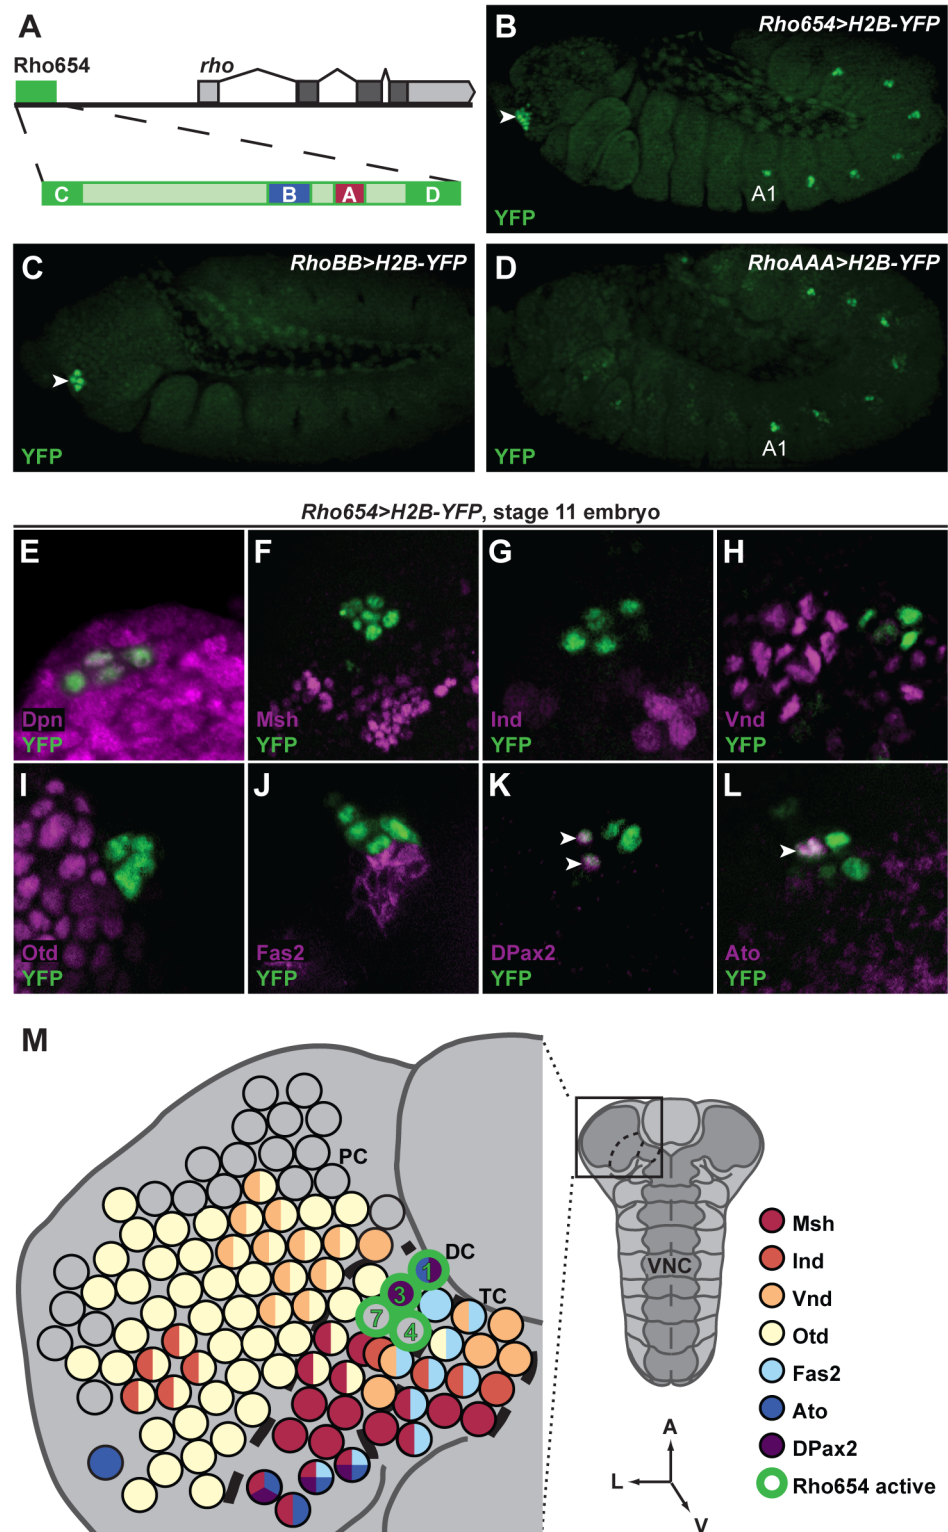 A
Rho654
rho
C
B
A
D
B
Rho654>H2B-YFP
A1
YFP
C
RhoBB>H2B-YFP
YFP
D
RhoAAA>H2B-YFP
A1
YFP
Rho654>H2B-YFP, stage 11 embryo
E
Dpn
YFP
F
Msh
YFP
G
Ind
YFP
H
Vnd
YFP
I
Otd
YFP
J
Fas2
YFP
K
DPax2
YFP
L
Ato
YFP
M
PC
DC
TC
1
3
7
4
VNC
Msh
Ind
Vnd
Otd
Fas2
Ato
DPax2
Rho654 active
A
L
V